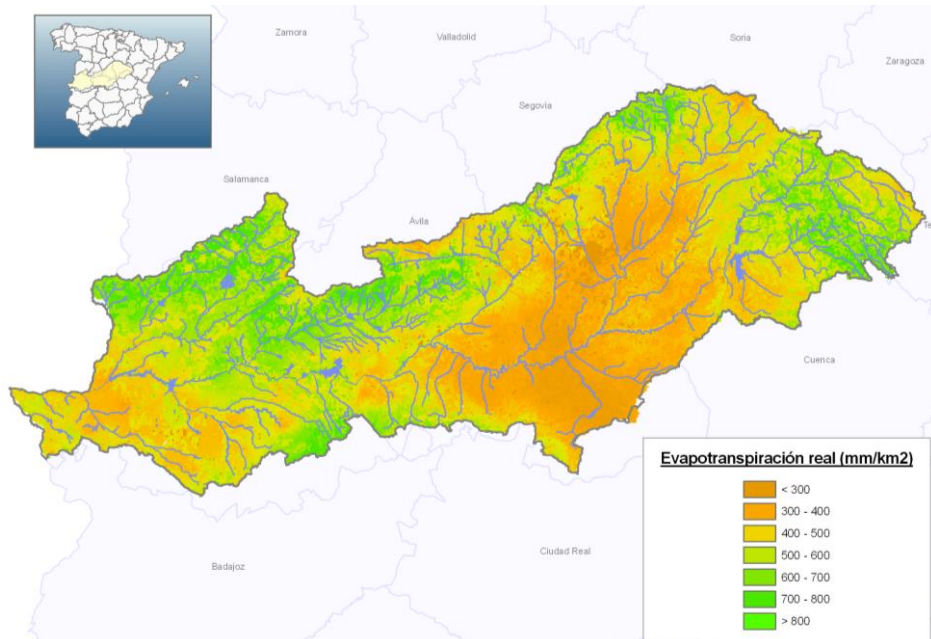 Zamora
Valladolid
Soria
Zaragoza
Segovia
Salamanca
Ávila
Te
Cuenca
Evapotranspiración real (mm/km2)
< 300
300 - 400
400 - 500
500 - 600
600 - 700
700 - 800
> 800
Ciudad Real
Badajoz